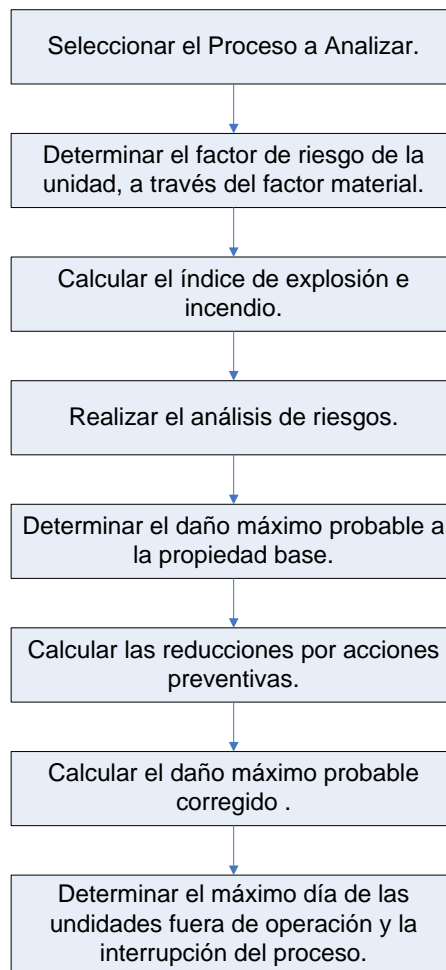 Seleccionar el Proceso a Analizar.
Determinar el factor de riesgo de la
unidad, a través del factor material.
Calcular el índice de explosión e
incendio.
Realizar el análisis de riesgos.
Determinar el daño máximo probable a
la propiedad base.
Calcular las reducciones por acciones
preventivas.
Calcular el daño máximo probable
corregido .
Determinar el máximo día de las
undidades fuera de operación y la
interrupción del proceso.